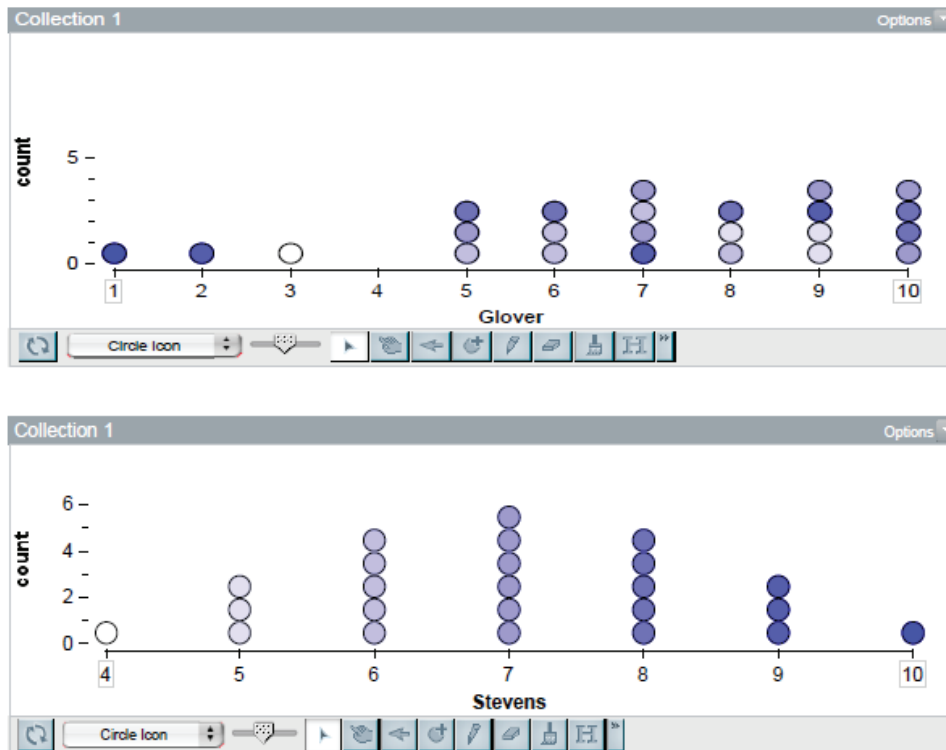 Collection 1 Options
count
5
0
1 2 3 4 5 6 7 8 9 10
Glover
Circle Icon
Collection 1 Options
count
6
4
2
0
4 5 6 7 8 9 10
Stevens
Circle Icon